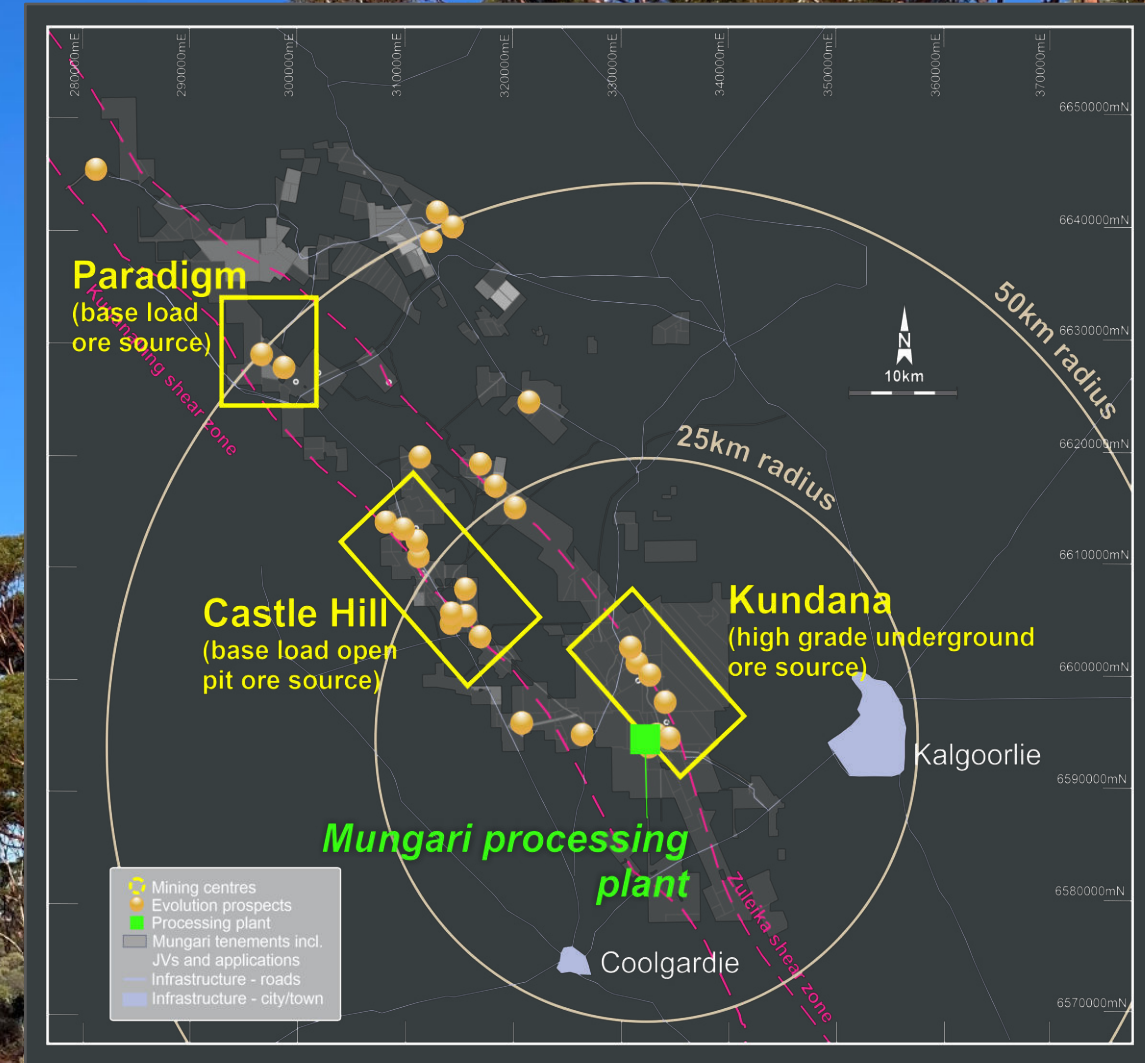 280000mE
290000mE
300000mE
310000mE
320000mE
330000mE
340000mE
350000mE
360000mE
370000mE
6650000mN
6640000mN
6630000mN
6620000mN
6610000mN
6600000mN
6590000mN
6580000mN
6570000mN
Paradigm
(base load
ore source)
Kunanalling shear zone
N
10km
50km radius
25km radius
Castle Hill
(base load open
pit ore source)
Kundana
(high grade underground
ore source)
Kalgoorlie
Mungari processing
plant
Zuleika shear zone
Coolgardie
Mining centres
Evolution prospects
Processing plant
Mungari tenements incl.
JVs and applications
Infrastructure - roads
Infrastructure - city/town